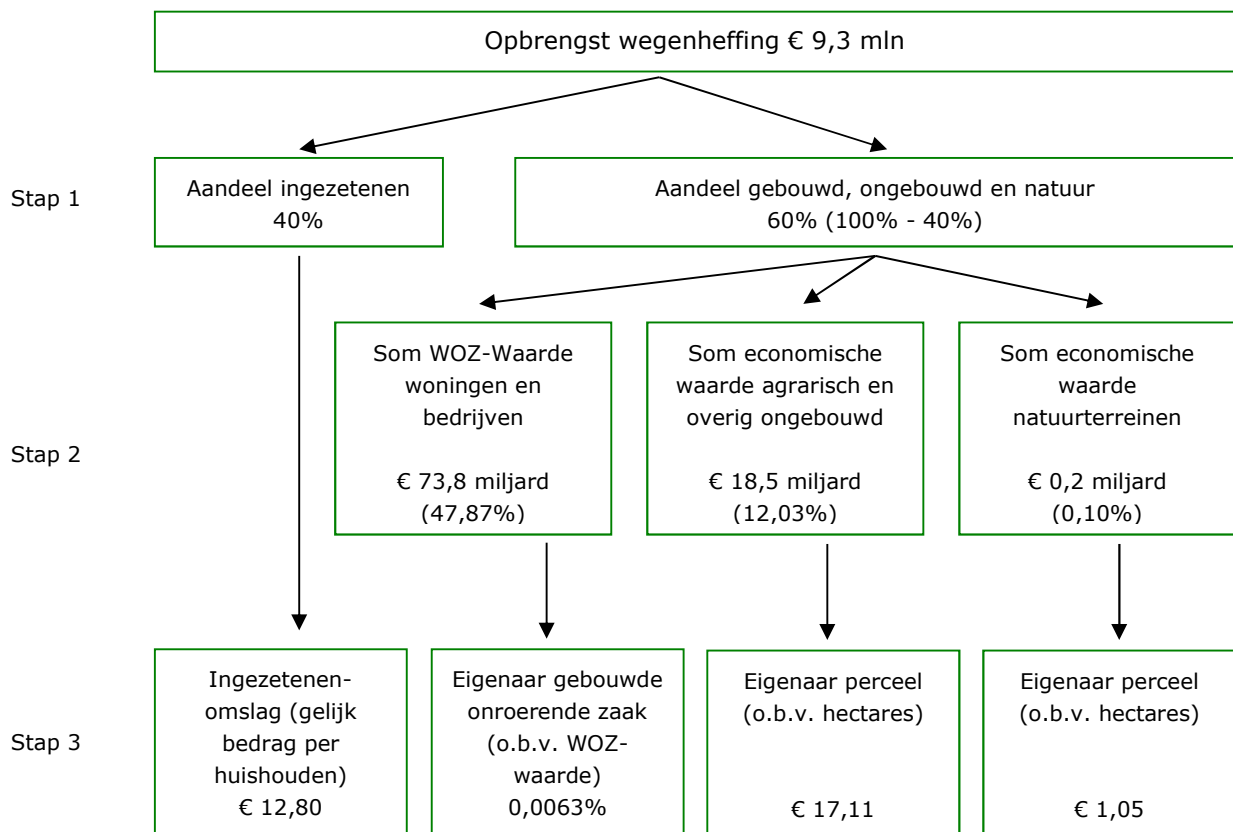 Opbrengst wegenheffing € 9,3 mln
Stap 1
Aandeel ingezetenen
40%
Aandeel gebouwd, ongebouwd en natuur
60% (100% - 40%)
Stap 2
Som WOZ-Waarde
woningen en
bedrijven
€ 73,8 miljard
(47,87%)
Som economische
waarde agrarisch en
overig ongebouwd
€ 18,5 miljard
(12,03%)
Som economische
waarde
natuurterreinen
€ 0,2 miljard
(0,10%)
Stap 3
Ingezetenen-
omslag (gelijk
bedrag per
huishouden)
€ 12,80
Eigenaar gebouwde
onroerende zaak
(o.b.v. WOZ-
waarde)
0,0063%
Eigenaar perceel
(o.b.v. hectares)
€ 17,11
Eigenaar perceel
(o.b.v. hectares)
€ 1,05